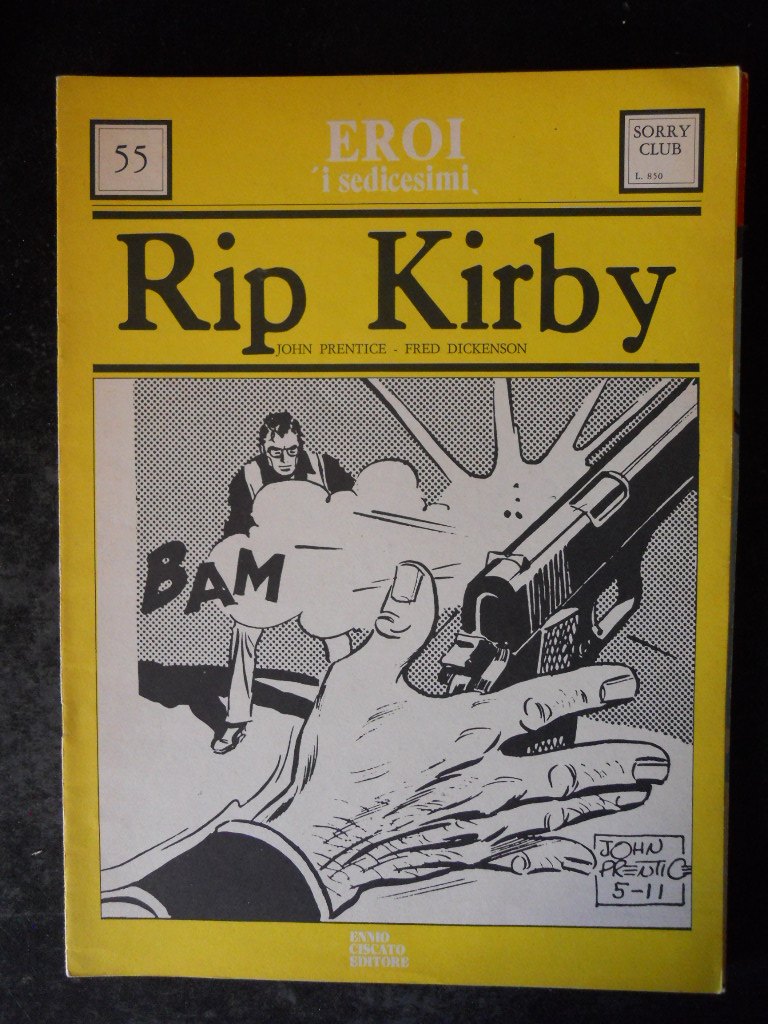 55
EROI
'i sedicesimi,
SORRY
CLUB
L. 850
Rip Kirby
JOHN PRENTICE - FRED DICKENSON
BAM
JOHN
PRENTICE
5-11
ENNIO
CISCATO
EDITORE